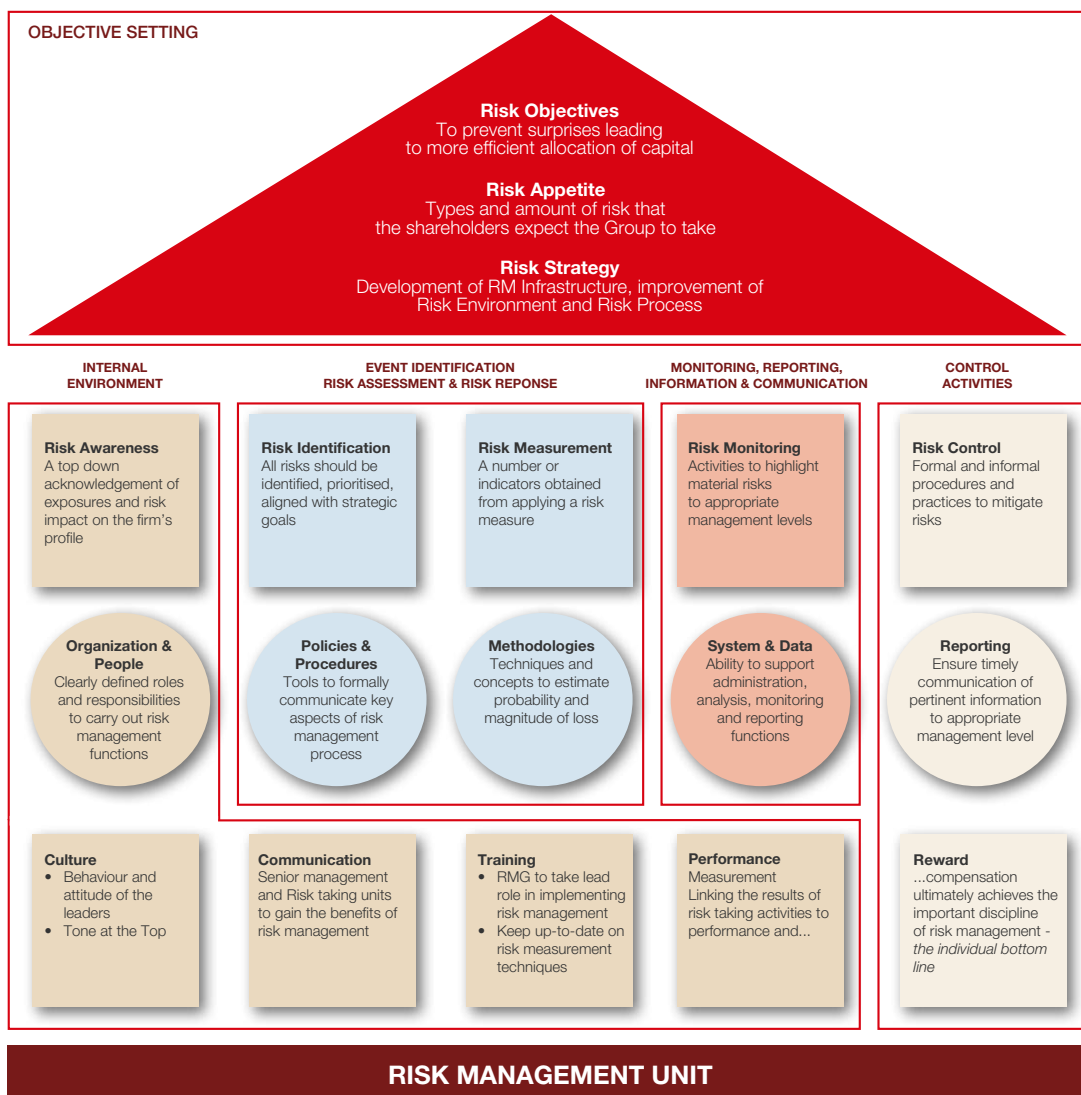 OBJECTIVE SETTING
Risk Objectives
To prevent surprises leading
to more efficient allocation of capital
Risk Appetite
Types and amount of risk that
the shareholders expect the Group to take
Risk Strategy
Development of RM Infrastructure, improvement of
Risk Environment and Risk Process
INTERNAL
ENVIRONMENT
EVENT IDENTIFICATION
RISK ASSESSMENT & RISK REPONSE
MONITORING, REPORTING,
INFORMATION & COMMUNICATION
CONTROL
ACTIVITIES
Risk Awareness
A top down
acknowledgement of
exposures and risk
impact on the firm's
profile
Risk Identification
All risks should be
identified, prioritised,
aligned with strategic
goals
Risk Measurement
A number or
indicators obtained
from applying a risk
measure
Risk Monitoring
Activities to highlight
material risks
to appropriate
management levels
Risk Control
Formal and informal
procedures and
practices to mitigate
risks
Organization &
People
Clearly defined roles
and responsibilities
to carry out risk
management
functions
Policies &
Procedures
Tools to formally
communicate key
aspects of risk
management
process
Methodologies
Techniques and
concepts to estimate
probability and
magnitude of loss
System & Data
Ability to support
administration,
analysis, monitoring
and reporting
functions
Reporting
Ensure timely
communication of
pertinent information
to appropriate
management level
Culture
• Behaviour and
attitude of the
leaders
• Tone at the Top
Communication
Senior management
and Risk taking units
to gain the benefits of
risk management
Training
• RMG to take lead
role in implementing
risk management
• Keep up-to-date on
risk measurement
techniques
Performance
Measurement
Linking the results of
risk taking activities to
performance and...
Reward
...compensation
ultimately achieves the
important discipline
of risk management -
the individual bottom
line
RISK MANAGEMENT UNIT